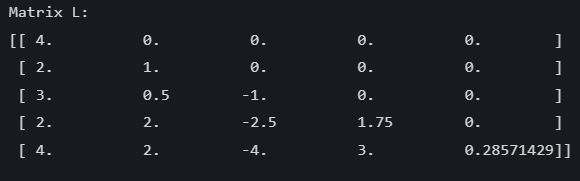 Matrix L:
[[ 4. 0. 0. 0. 0. ]
[ 2. 1. 0. 0. 0. ]
[ 3. 0.5 -1. 0. 0. ]
[ 2. 2. -2.5 1.75 0. ]
[ 4. 2. -4. 3. 0.28571429]]